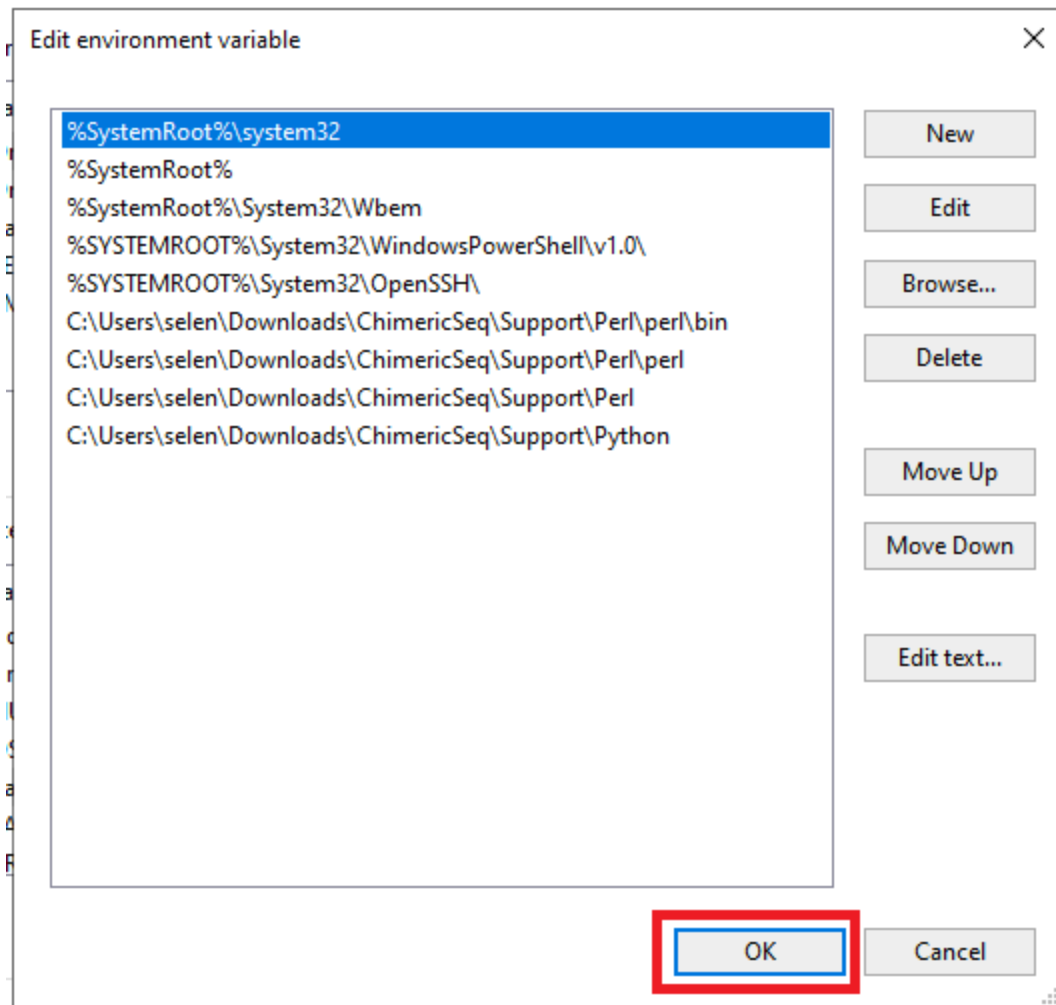 Edit environment variable
%SystemRoot%\system32
%SystemRoot%
%SystemRoot%\System32\Wbem
%SYSTEMROOT%\System32\WindowsPowerShell\v1.0\
%SYSTEMROOT%\System32\OpenSSH\
C:\Users\selen\Downloads\ChimericSeq\Support\Perl\perl\bin
C:\Users\selen\Downloads\ChimericSeq\Support\Perl\perl
C:\Users\selen\Downloads\ChimericSeq\Support\Perl
C:\Users\selen\Downloads\ChimericSeq\Support\Python
New
Edit
Browse...
Delete
Move Up
Move Down
Edit text...
OK
Cancel